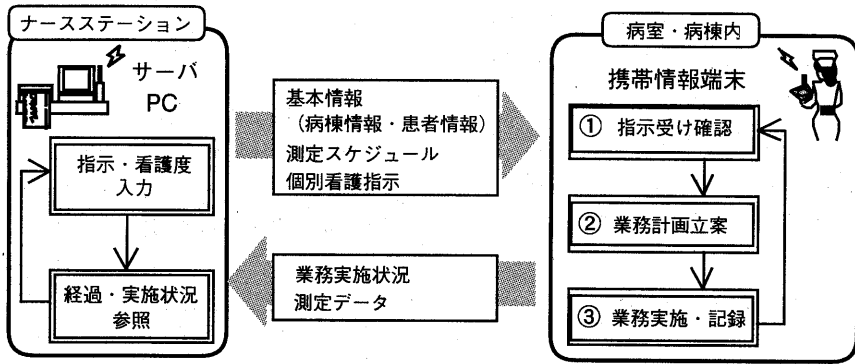 ナースステーション
サーバ
PC
指示・看護度
入力
経過・実施状況
参照
基本情報
(病棟情報・患者情報)
測定スケジュール
個別看護指示
業務実施状況
測定データ
病室・病棟内
携帯情報端末
① 指示受け確認
② 業務計画立案
③ 業務実施・記録